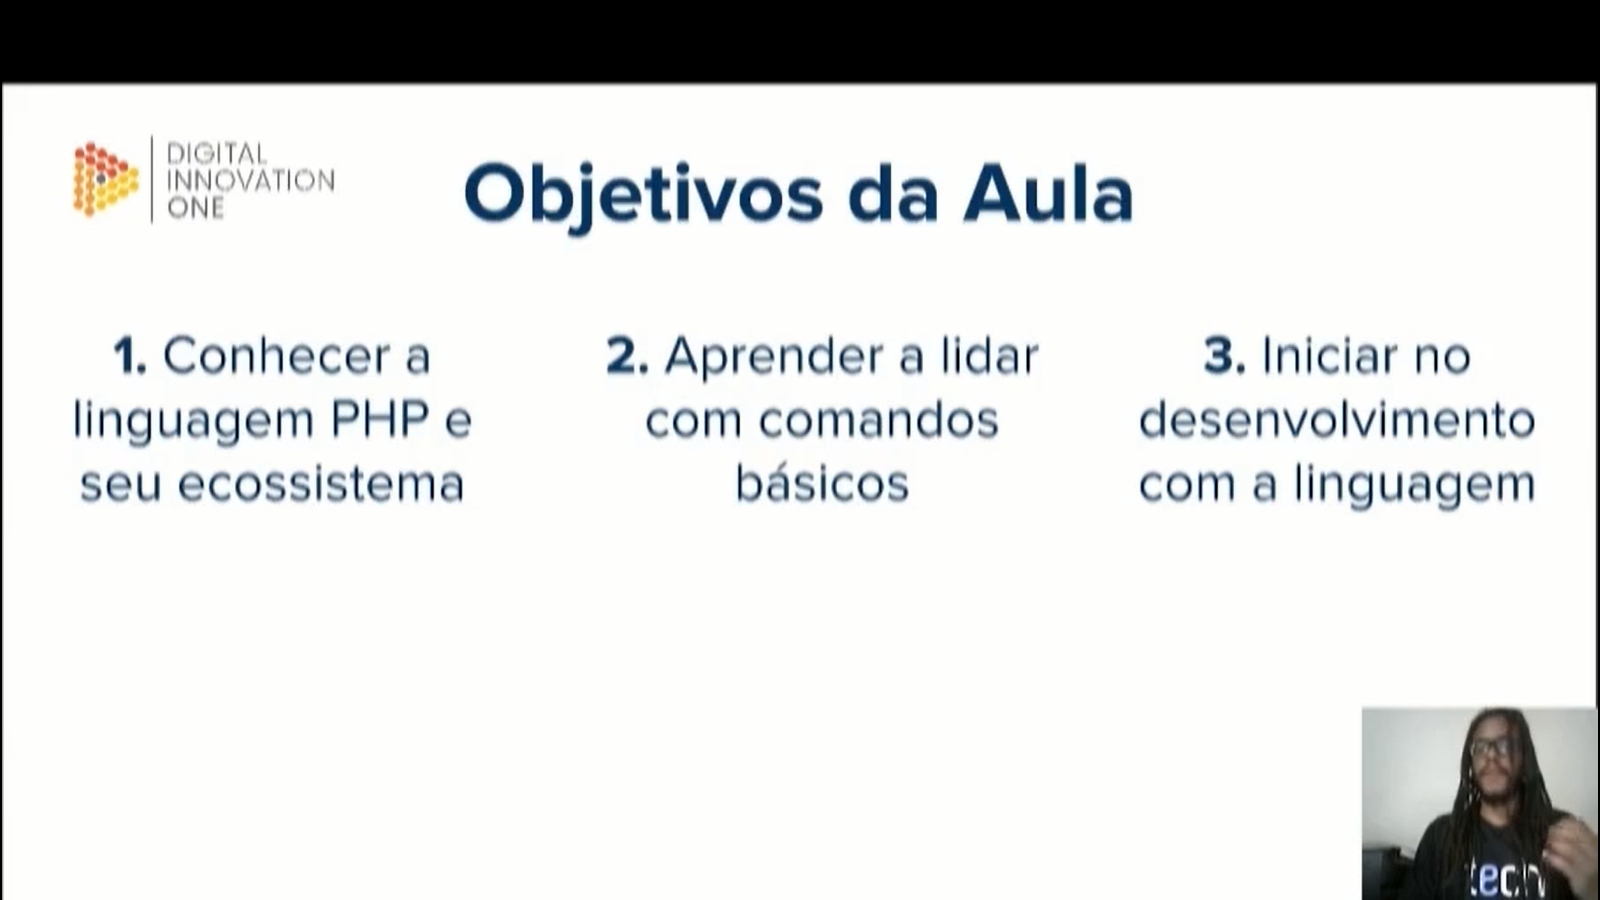 DIGITAL
INNOVATION
ONE
Objetivos da Aula
1. Conhecer a
linguagem PHP e
seu ecossistema
2. Aprender a lidar
com comandos
básicos
3. Iniciar no
desenvolvimento
com a linguagem